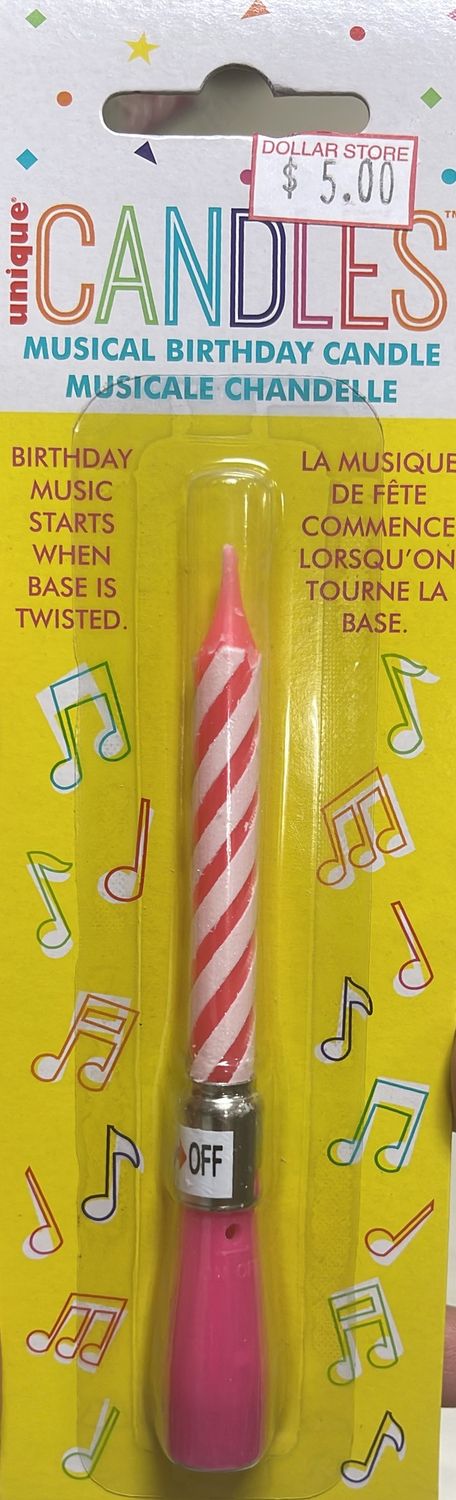 DOLLAR STORE
$ 5.00
unique®
CANDLES™
MUSICAL BIRTHDAY CANDLE
MUSICALE CHANDELLE
BIRTHDAY
MUSIC
STARTS
WHEN
BASE IS
TWISTED.
LA MUSIQUE
DE FÊTE
COMMENCE
LORSQU'ON
TOURNE LA
BASE.
OFF